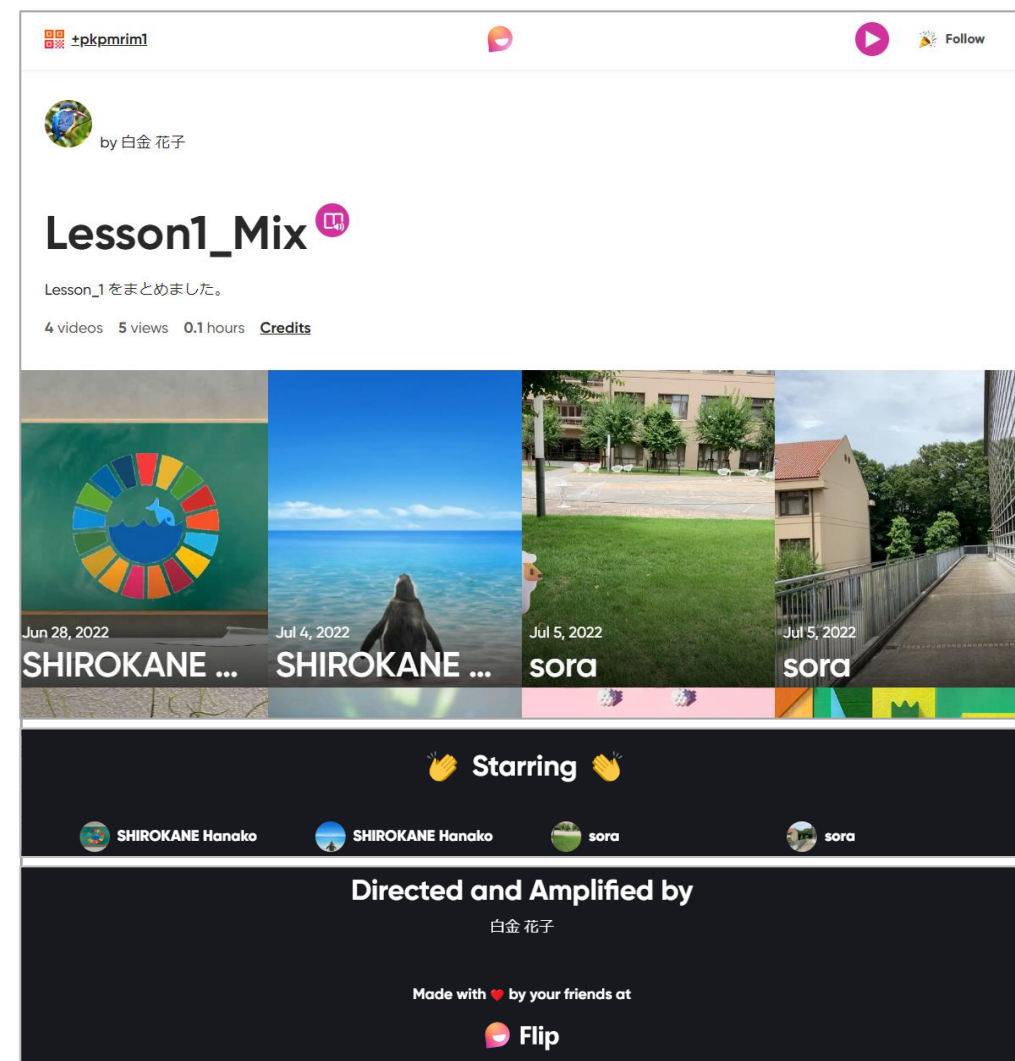 +pkpmrim1
Follow
by 白金 花子
Lesson1_Mix
Lesson_1 をまとめました。
4 videos 5 views 0.1 hours Credits
Jun 28, 2022
SHIROKANE ...
Jul 4, 2022
SHIROKANE ...
Jul 5, 2022
sora
Jul 5, 2022
sora
Starring
SHIROKANE Hanako
SHIROKANE Hanako
sora
sora
Directed and Amplified by
白金 花子
Made with ❤ by your friends at
Flip